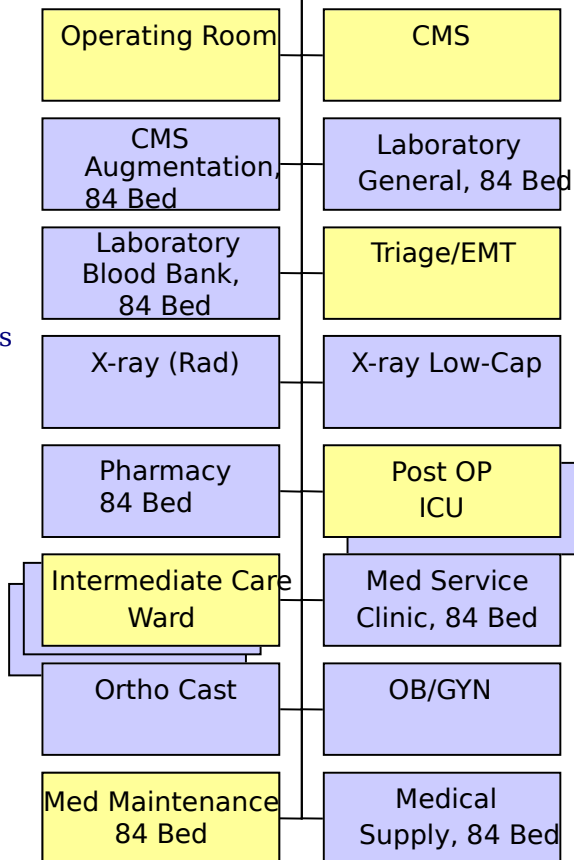 Operating Room
CMS
CMS
Augmentation,
84 Bed
Laboratory
General, 84 Bed
Laboratory
Blood Bank,
84 Bed
Triage/EMT
s
X-ray (Rad)
X-ray Low-Cap
Pharmacy
84 Bed
Post OP
ICU
Intermediate Care
Ward
Med Service
Clinic, 84 Bed
Ortho Cast
OB/GYN
Med Maintenance
84 Bed
Medical
Supply, 84 Bed